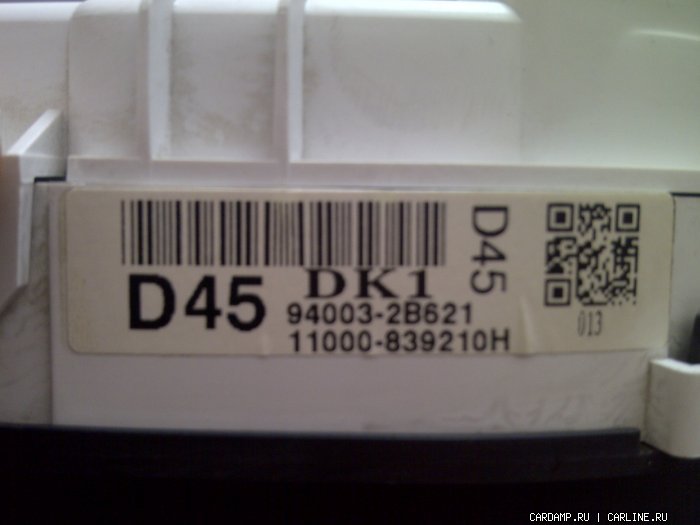 DK1
D45
94003-2B621
11000-839210H
D45
013
CARDAMP.RU | CARLINE.RU